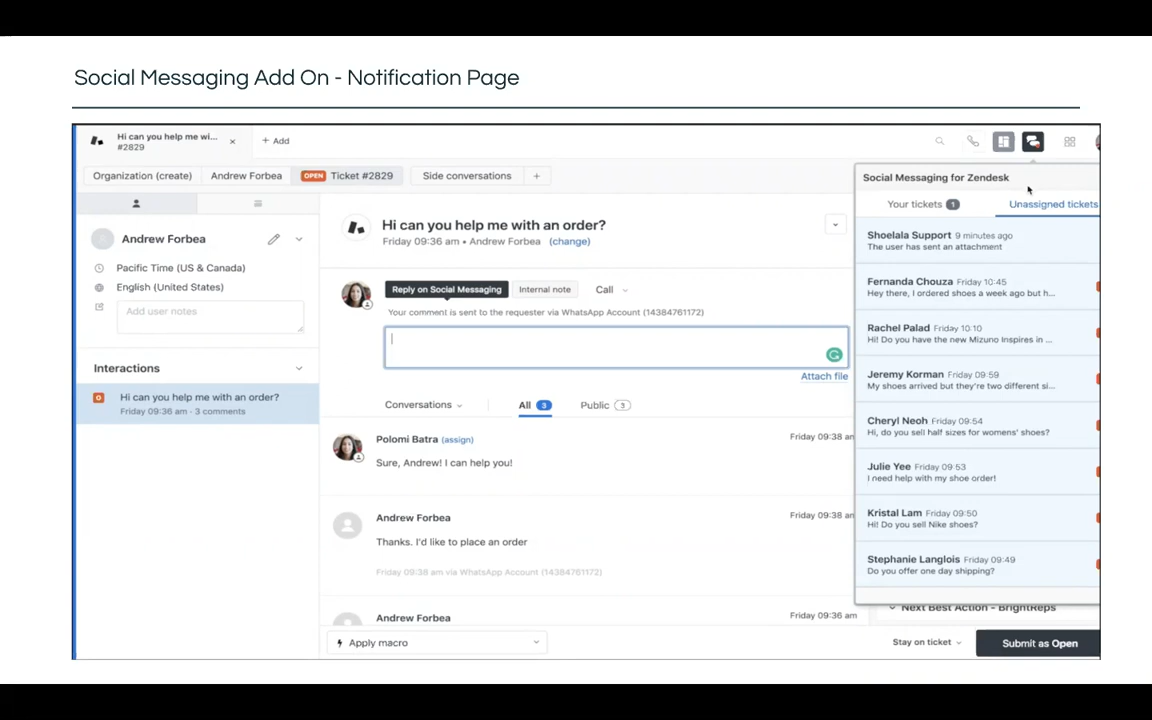 Social Messaging Add On - Notification Page
Hi can you help me wi...
#2829
+ Add
Organization (create)
Andrew Forbea
OPEN Ticket #2829
Side conversations
+
Andrew Forbea
Pacific Time (US & Canada)
English (United States)
Add user notes
Interactions
Hi can you help me with an order?
Friday 09:36 am - 3 comments
Hi can you help me with an order?
Friday 09:36 am • Andrew Forbea (change)
Reply on Social Messaging
Internal note
Call
Your comment is sent to the requester via WhatsApp Account (14384761172)
Attach file
Conversations
All 3
Public 3
Polomi Batra (assign)
Friday 09:38 am
Sure, Andrew! I can help you!
Andrew Forbea
Friday 09:38 am
Thanks. I'd like to place an order
Friday 09:38 am via WhatsApp Account (14384761172)
Andrew Forbea
Friday 09:36 am
Apply macro
Social Messaging for Zendesk
Your tickets 1
Unassigned tickets
Shoelala Support 9 minutes ago
The user has sent an attachment
Fernanda Chouza Friday 10:45
Hey there, I ordered shoes a week ago but h...
Rachel Palad Friday 10:10
Hi! Do you have the new Mizuno Inspires in ...
Jeremy Korman Friday 09:59
My shoes arrived but they're two different si...
Cheryl Neoh Friday 09:54
Hi, do you sell half sizes for womens' shoes?
Julie Yee Friday 09:53
I need help with my shoe order!
Kristal Lam Friday 09:50
Hi! Do you sell Nike shoes?
Stephanie Langlois Friday 09:49
Do you offer one day shipping?
Next Best Action - BrightReps
Stay on ticket
Submit as Open